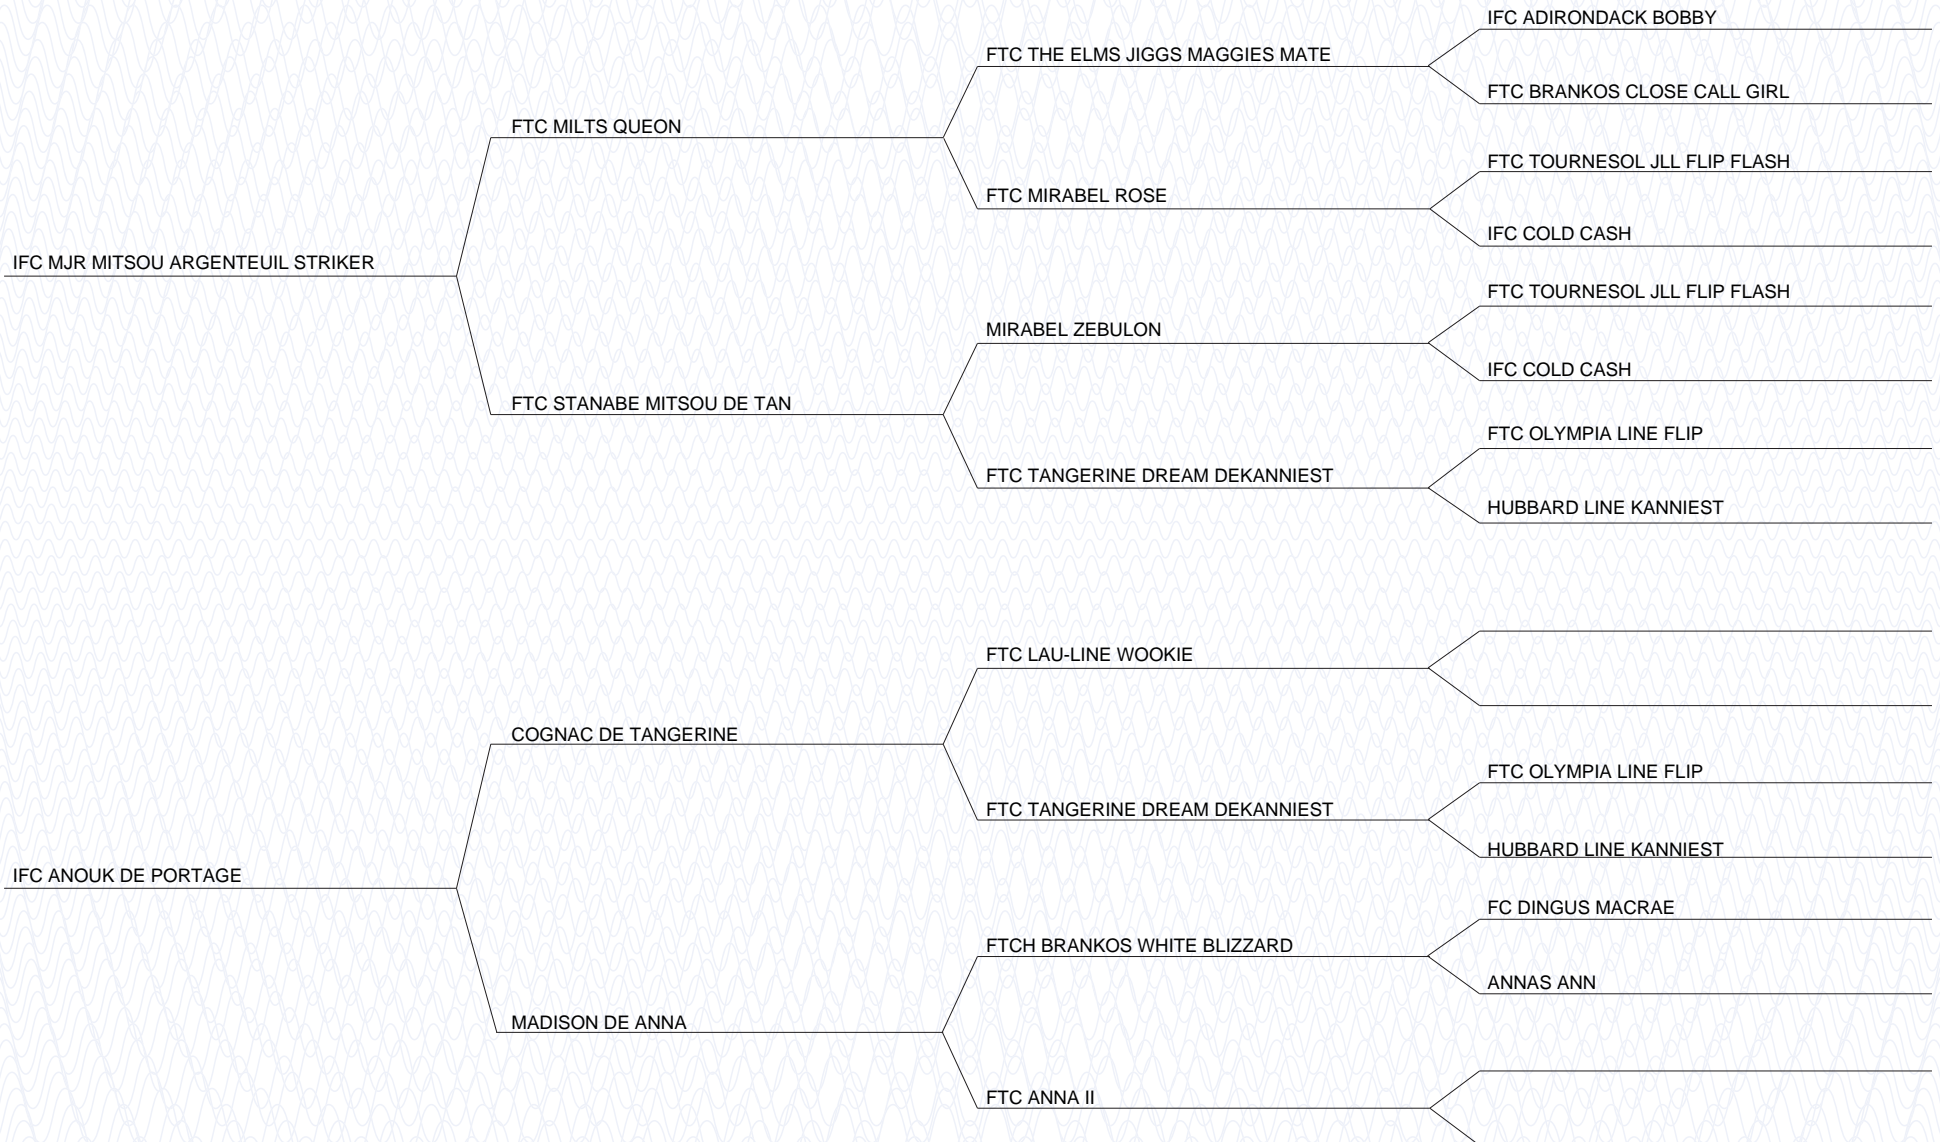 IFC ADIRONDACK BOBBY
FTC THE ELMS JIGGS MAGGIES MATE
FTC BRANKOS CLOSE CALL GIRL
FTC MILTS QUEON
FTC TOURNESOL JLL FLIP FLASH
FTC MIRABEL ROSE
IFC COLD CASH
IFC MJR MITSOU ARGENTEUIL STRIKER
FTC TOURNESOL JLL FLIP FLASH
MIRABEL ZEBULON
IFC COLD CASH
FTC STANABE MITSOU DE TAN
FTC OLYMPIA LINE FLIP
FTC TANGERINE DREAM DEKANNIEST
HUBBARD LINE KANNIEST
FTC LAU-LINE WOOKIE
COGNAC DE TANGERINE
FTC OLYMPIA LINE FLIP
FTC TANGERINE DREAM DEKANNIEST
HUBBARD LINE KANNIEST
IFC ANOUK DE PORTAGE
FC DINGUS MACRAE
FTCH BRANKOS WHITE BLIZZARD
ANNAS ANN
MADISON DE ANNA
FTC ANNA II